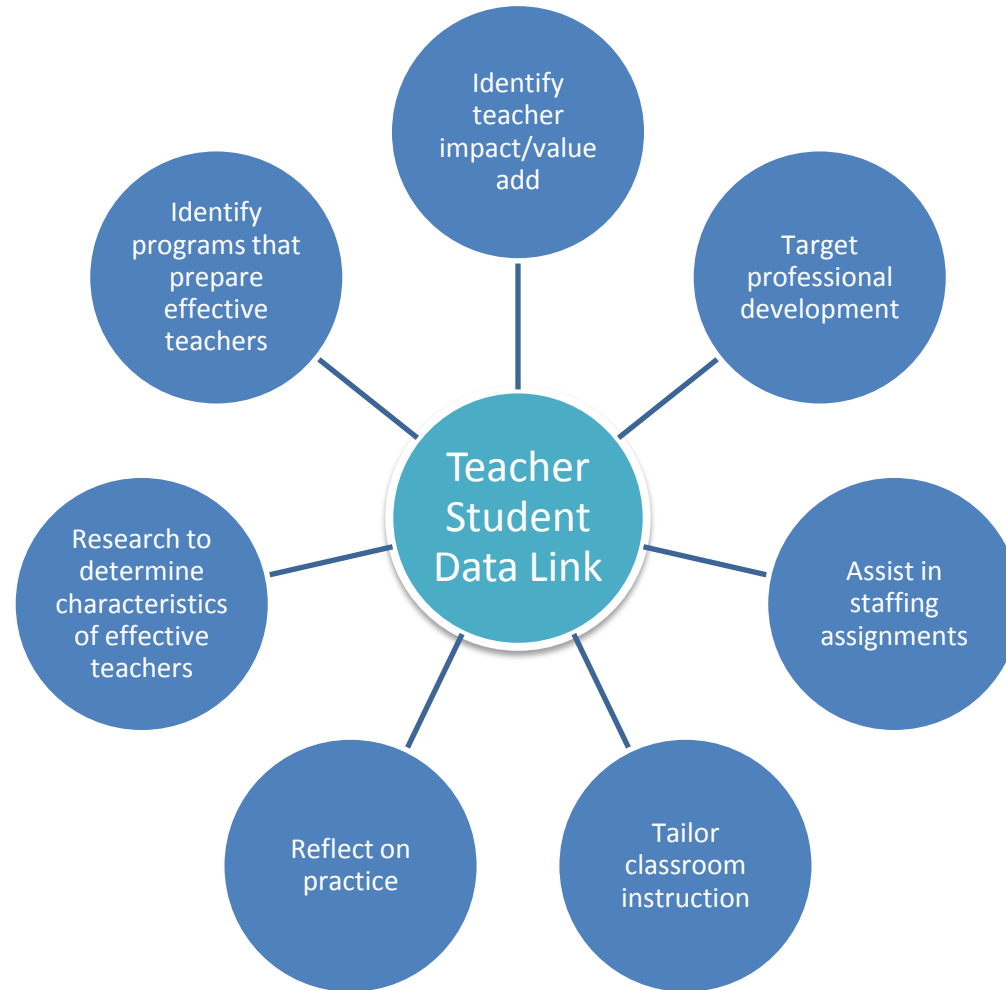 Identify
teacher
impact/value
add
Target
professional
development
Assist in
staffing
assignments
Tailor
classroom
instruction
Reflect on
practice
Research to
determine
characteristics
of effective
teachers
Identify
programs that
prepare
effective
teachers
Teacher
Student
Data Link